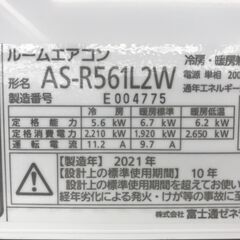 ルームエアコン
冷房・暖房兼
形名 AS-R561L2W
電源 単相 200
製造番号 E004775
通年エネルギー
冷房 暖房標準 暖房低温
定格能力 5.6 kW 6.7 kW 6.2 kW
定格消費電力 2,210 W 1,920 W 2,650 W
運転電流 11.2 A 9.7 A
【製造年】2021年
【設計上の標準使用期間】 10年
設計上の標準使用期間を超えてお使い
経年劣化による発火・けが等の事故に至
株式会社 富士通ゼネ